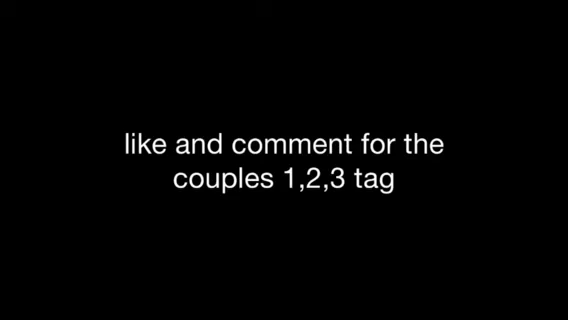 like and comment for the
couples 1,2,3 tag